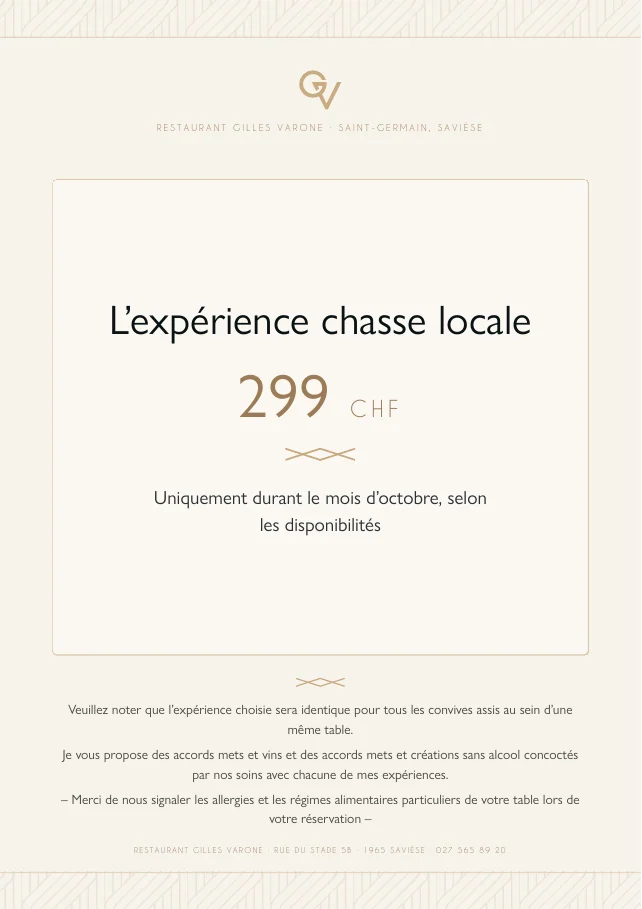 GV
RESTAURANT GILLES VARONE · SAINT-GERMAIN, SAVIÈSE
L’expérience chasse locale
299 CHF
Uniquement durant le mois d’octobre, selon
les disponibilités
Veuillez noter que l’expérience choisie sera identique pour tous les convives assis au sein d’une
même table.
Je vous propose des accords mets et vins et des accords mets et créations sans alcool concoctés
par nos soins avec chacune de mes expériences.
– Merci de nous signaler les allergies et les régimes alimentaires particuliers de votre table lors de
votre réservation –
RESTAURANT GILLES VARONE · RUE DU STADE 5B · 1965 SAVIÈSE · 027 565 89 20